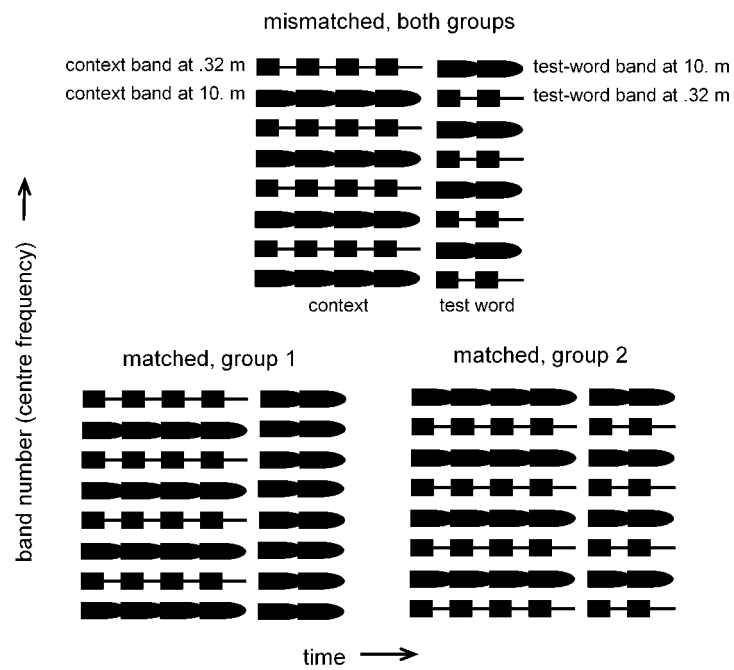 mismatched, both groups
context band at .32 m
test-word band at 10. m
context band at 10. m
test-word band at .32 m
context
test word
band number (centre frequency)
matched, group 1
matched, group 2
time